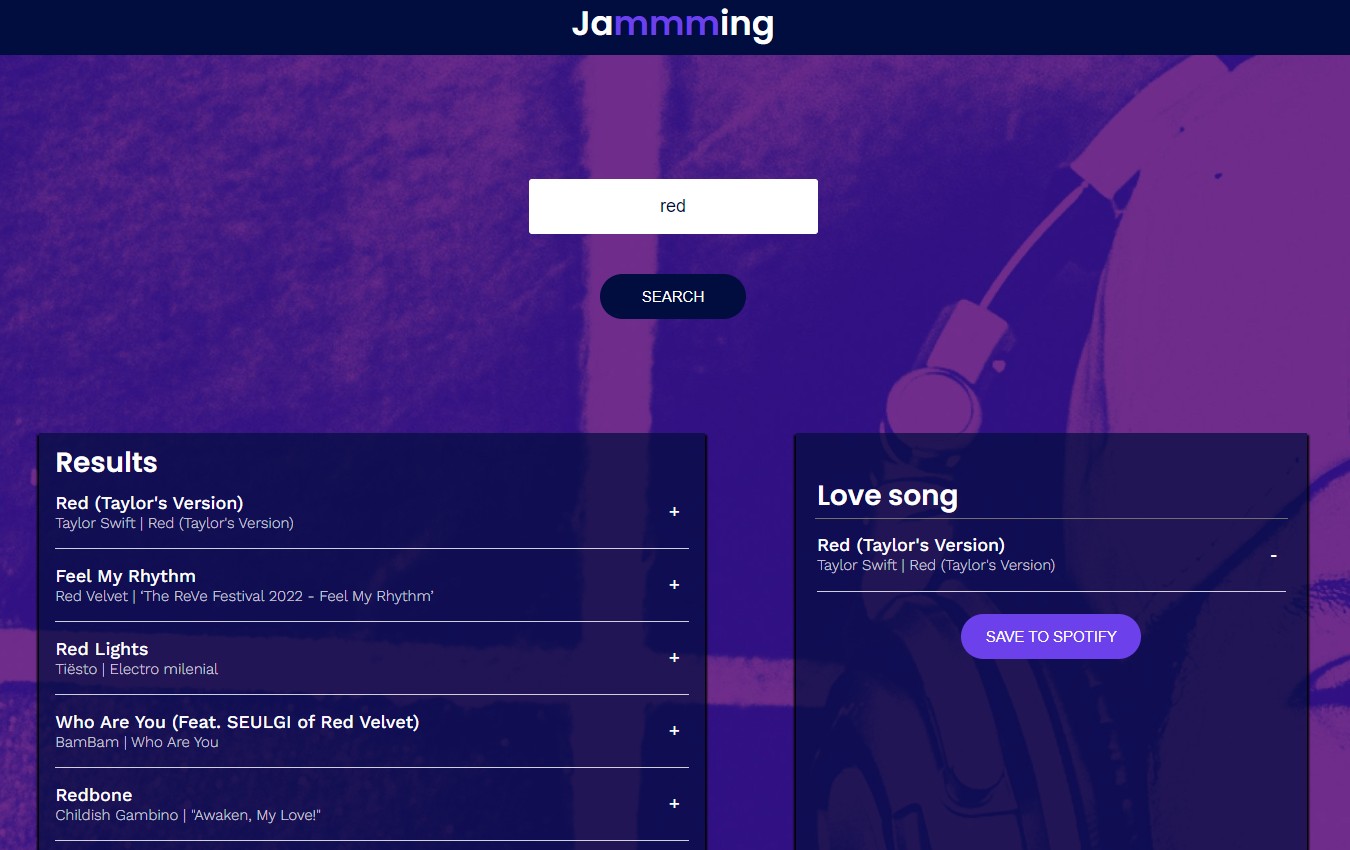 Jammming
red
SEARCH
Results
Red (Taylor's Version)
Taylor Swift | Red (Taylor's Version)
+
Feel My Rhythm
Red Velvet | ‘The ReVe Festival 2022 - Feel My Rhythm’
+
Red Lights
Tiësto | Electro milenial
+
Who Are You (Feat. SEULGI of Red Velvet)
BamBam | Who Are You
+
Redbone
Childish Gambino | "Awaken, My Love!"
+
Love song
Red (Taylor's Version)
Taylor Swift | Red (Taylor's Version)
-
SAVE TO SPOTIFY